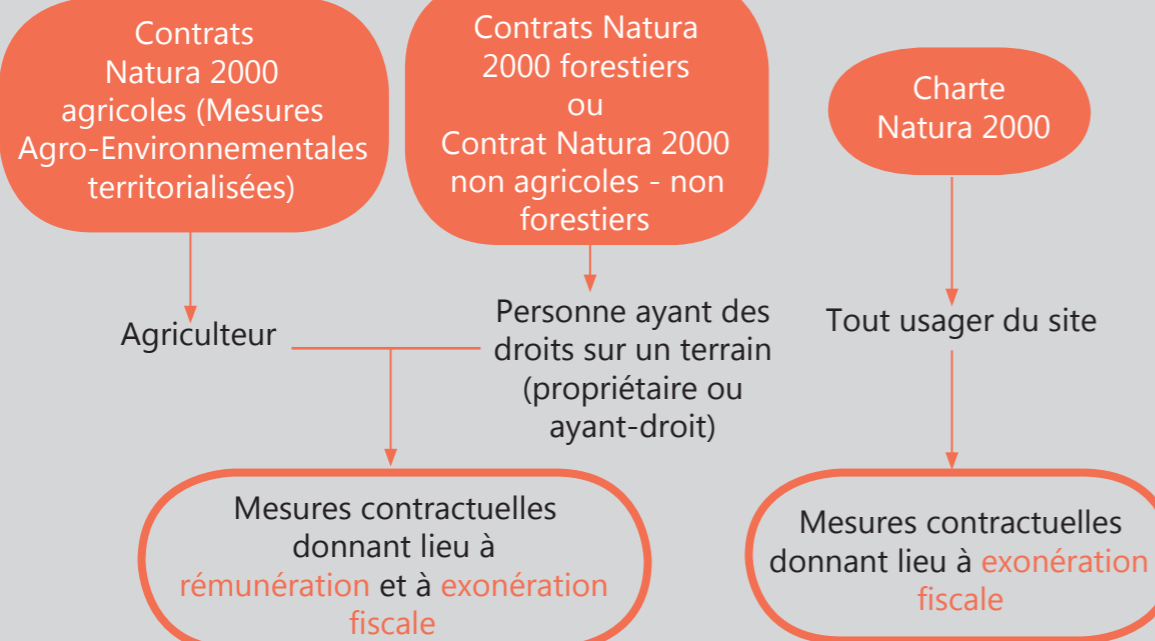 Contrats
Natura 2000
agricoles (Mesures
Agro-Environnementales
territorialisées)
Contrats Natura
2000 forestiers
ou
Contrat Natura 2000
non agricoles - non
forestiers
Charte
Natura 2000
Agriculteur
Personne ayant des
droits sur un terrain
(propriétaire ou
ayant-droit)
Tout usager du site
Mesures contractuelles
donnant lieu à
rémunération et à exonération
fiscale
Mesures contractuelles
donnant lieu à exonération
fiscale